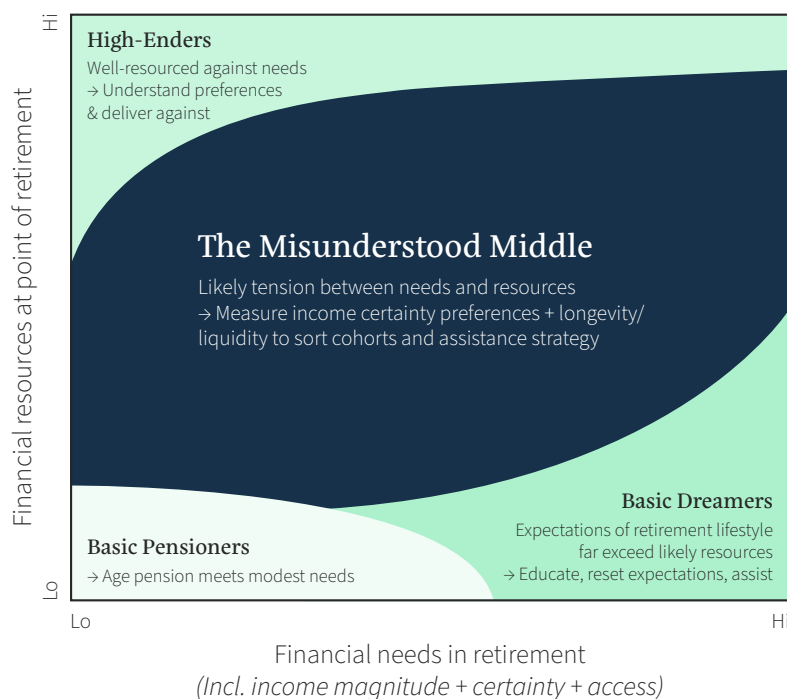 Hi
Financial resources at point of retirement
Lo
High-Enders
Well-resourced against needs
→ Understand preferences
& deliver against
The Misunderstood Middle
Likely tension between needs and resources
→ Measure income certainty preferences + longevity/
liquidity to sort cohorts and assistance strategy
Basic Pensioners
→ Age pension meets modest needs
Basic Dreamers
Expectations of retirement lifestyle
far exceed likely resources
→ Educate, reset expectations, assist
Lo
Hi
Financial needs in retirement
(Incl. income magnitude + certainty + access)